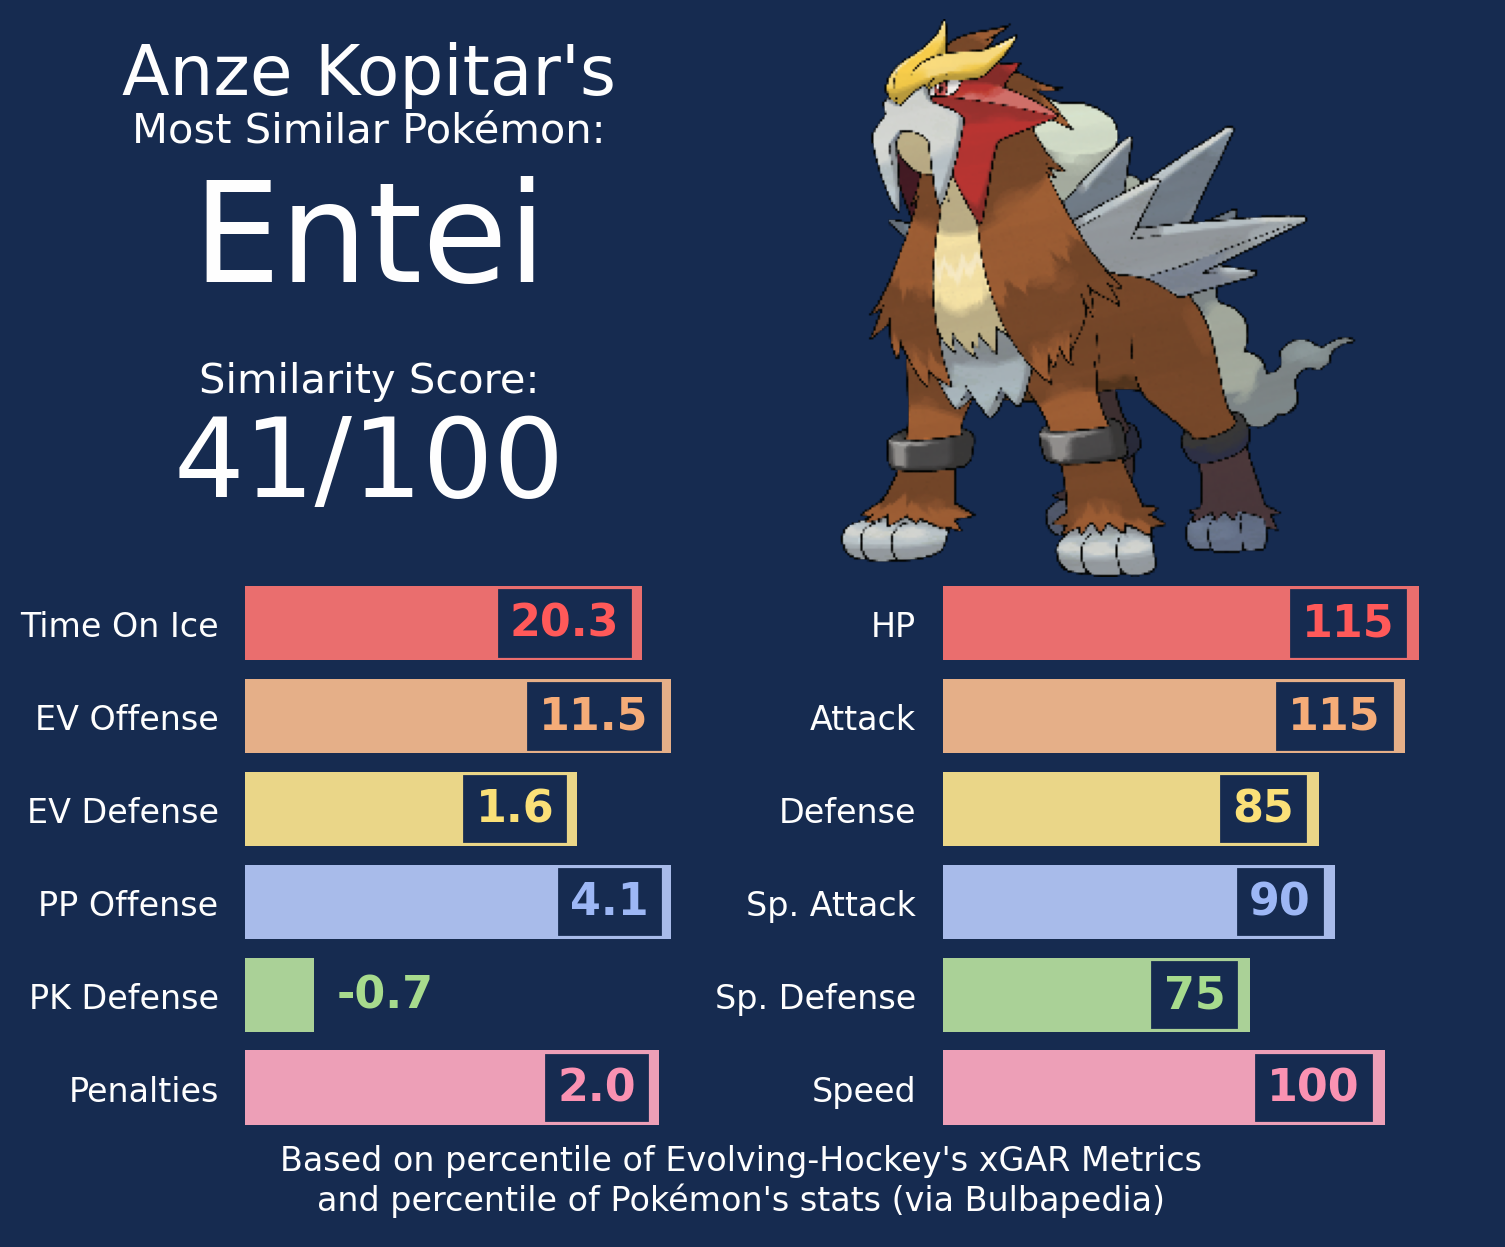 Anze Kopitar's
Most Similar Pokémon:
Entei
Similarity Score:
41/100
Time On Ice 20.3
EV Offense 11.5
EV Defense 1.6
PP Offense 4.1
PK Defense -0.7
Penalties 2.0
HP 115
Attack 115
Defense 85
Sp. Attack 90
Sp. Defense 75
Speed 100
Based on percentile of Evolving-Hockey's xGAR Metrics
and percentile of Pokémon's stats (via Bulbapedia)